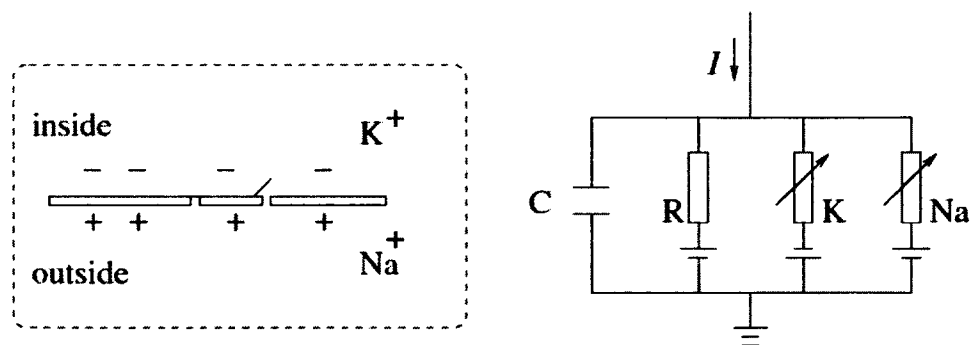 inside
K+
− − − −
+ + + +
Na+
outside
I
C
R
K
Na